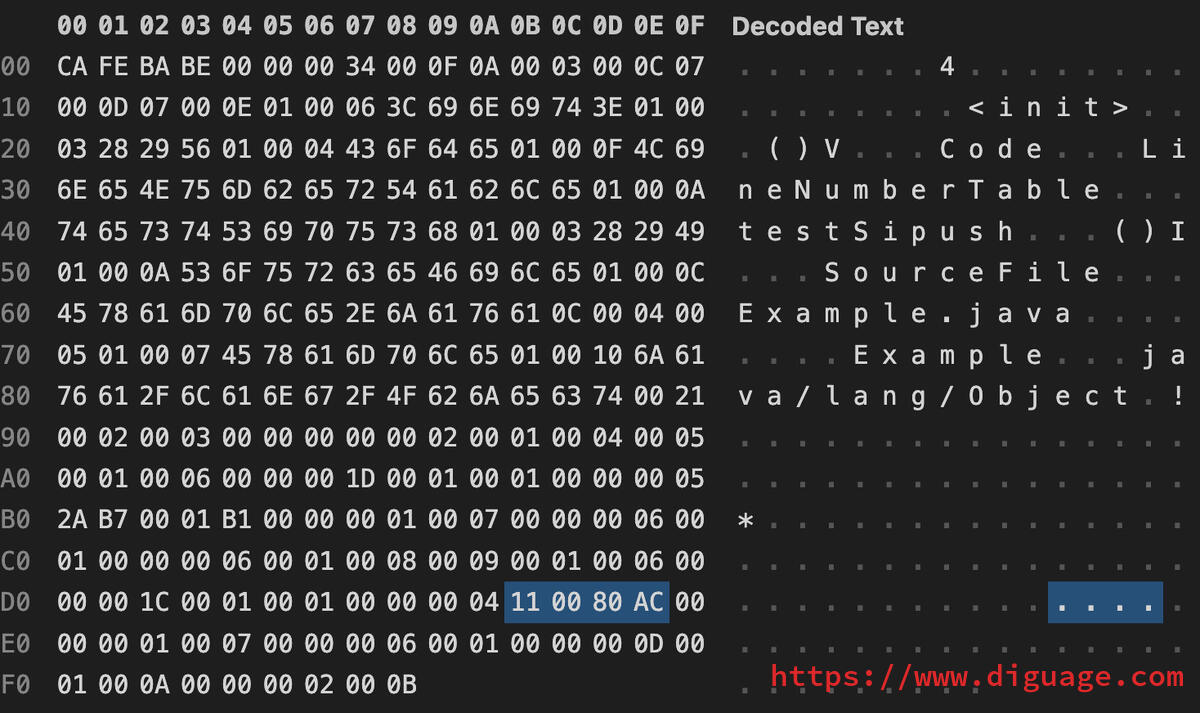 00 01 02 03 04 05 06 07 08 09 0A 0B 0C 0D 0E 0F Decoded Text
00 CA FE BA BE 00 00 00 34 00 0F 0A 00 03 00 0C 07 . . . . . . . 4 . . . . . . . .
10 00 0D 07 00 0E 01 00 06 3C 69 6E 69 74 3E 01 00 . . . . . . . . < i n i t > . .
20 03 28 29 56 01 00 04 43 6F 64 65 01 00 0F 4C 69 . ( ) V . . . C o d e . . . L i
30 6E 65 4E 75 6D 62 65 72 54 61 62 6C 65 01 00 0A n e N u m b e r T a b l e . . .
40 74 65 73 74 53 69 70 75 73 68 01 00 03 28 29 49 t e s t S i p u s h . . . ( ) I
50 01 00 0A 53 6F 75 72 63 65 46 69 6C 65 01 00 0C . . . S o u r c e F i l e . . .
60 45 78 61 6D 70 6C 65 2E 6A 61 76 61 0C 00 04 00 E x a m p l e . j a v a . . . .
70 05 01 00 07 45 78 61 6D 70 6C 65 01 00 10 6A 61 . . . . E x a m p l e . . . j a
80 76 61 2F 6C 61 6E 67 2F 4F 62 6A 65 63 74 00 21 v a / l a n g / O b j e c t . !
90 00 02 00 03 00 00 00 00 00 02 00 01 00 04 00 05 . . . . . . . . . . . . . . . .
A0 00 01 00 06 00 00 00 1D 00 01 00 01 00 00 00 05 . . . . . . . . . . . . . . . .
B0 2A B7 00 01 B1 00 00 00 01 00 07 00 00 00 06 00 * . . . . . . . . . . . . . . .
C0 01 00 00 00 06 00 01 00 08 00 09 00 01 00 06 00 . . . . . . . . . . . . . . . .
D0 00 00 1C 00 01 00 01 00 00 00 04 11 00 80 AC 00 . . . . . . . . . . . . . . . .
E0 00 00 01 00 07 00 00 00 06 00 01 00 00 00 0D 00 . . . . . . . . . . . . . . . .
F0 01 00 0A 00 00 00 02 00 0B . . . . . . . . .
https://www.diguage.com